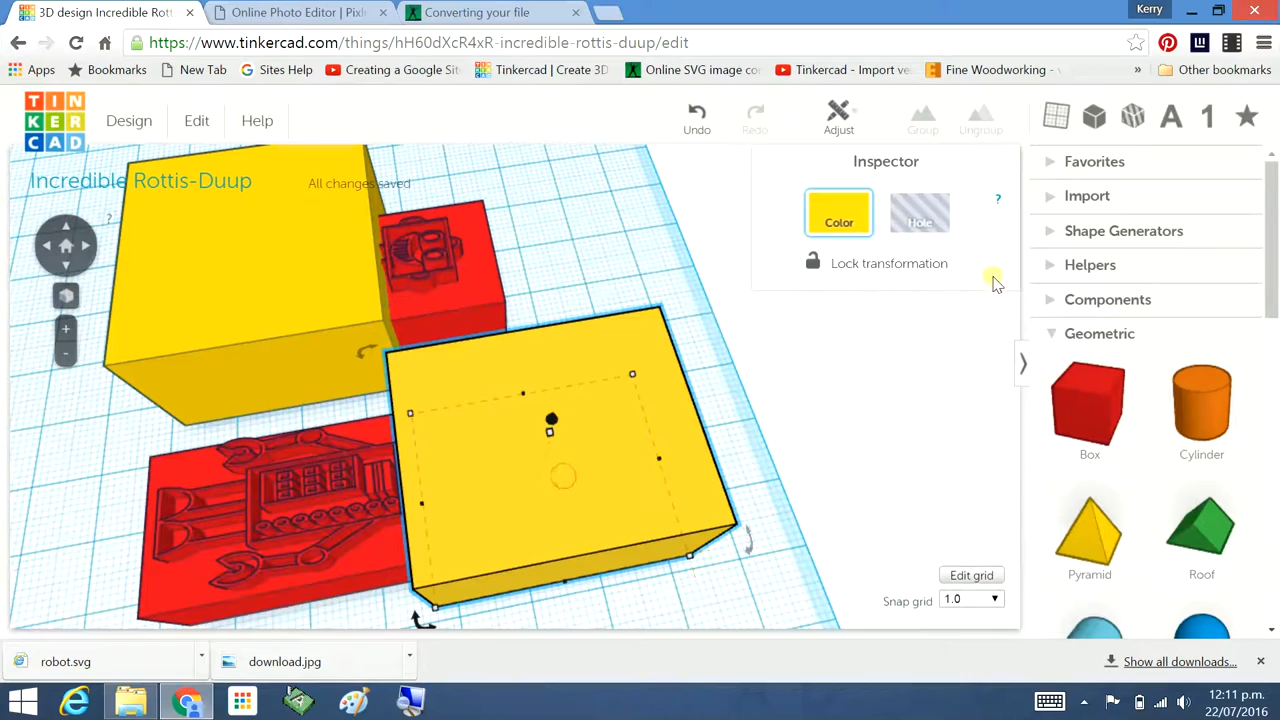 3D design Incredible Rotti
Online Photo Editor | Pixl
Converting your file
Kerry
https://www.tinkercad.com/things/hH60dXcR4xR-incredible-rottis-duup/edit
Apps
Bookmarks
New Tab
Sites Help
Creating a Google Sit
Tinkercad | Create 3D
Online SVG image co
Tinkercad - Import ve
Fine Woodworking -
»
Other bookmarks
TIN
KER
CAD
Design
Edit
Help
Undo
Redo
Adjust
Group
Ungroup
A
1
Incredible Rottis-Duup
All changes saved
?
Inspector
Color
Hole
?
Lock transformation
Favorites
Import
Shape Generators
Helpers
Components
Geometric
Box
Cylinder
Pyramid
Roof
Edit grid
Snap grid
1.0
robot.svg
download.jpg
Show all downloads...
12:11 p.m.
22/07/2016